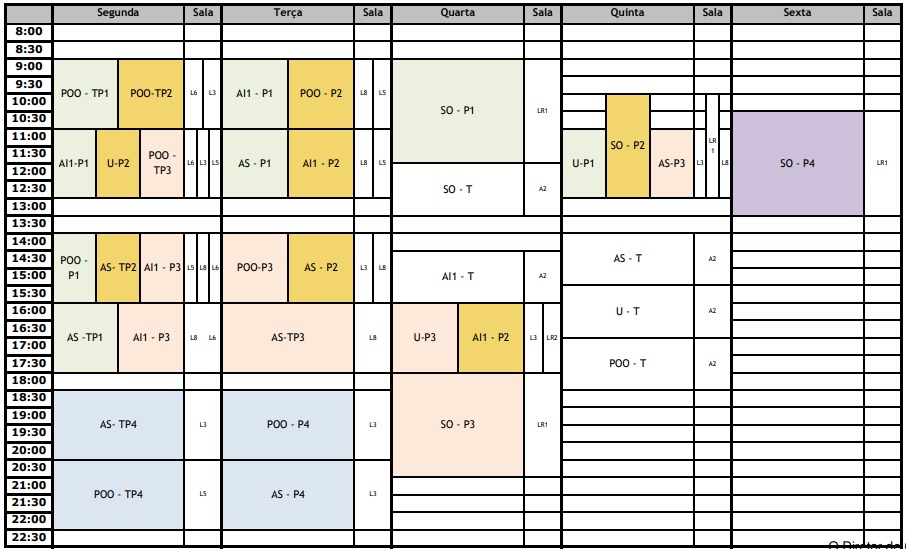 Segunda Sala Terça Sala Quarta Sala Quinta Sala Sexta Sala
8:00
8:30
9:00
9:30
POO - TP1 POO-TP2 L6 L3 AI1 - P1 POO - P2 L8 L5
10:00
SO - P1 LR1
10:30
11:00
11:30
AI1-P1 U-P2 POO - TP3 L6 L3 L5 AS - P1 AI1 - P2 L8 L5
U-P1 SO - P2 AS-P3 L3 LR 1 L8
SO - P4 LR1
12:00
12:30
SO - T A2
13:00
13:30
14:00
14:30
POO - P1 AS- TP2 AI1 - P3 L5 L8 L6 POO-P3 AS - P2 L3 L8
AS - T A2
15:00
AI1 - T A2
15:30
16:00
U - T A2
16:30
AS -TP1 AI1 - P3 L8 L6 AS-TP3 L8 U-P3 AI1 - P2 L3 LR2
17:00
17:30
POO - T A2
18:00
18:30
19:00
AS- TP4 L3 POO - P4 L3
SO - P3 LR1
19:30
20:00
20:30
21:00
POO - TP4 L5 AS - P4 L3
21:30
22:00
22:30
O Diretor de